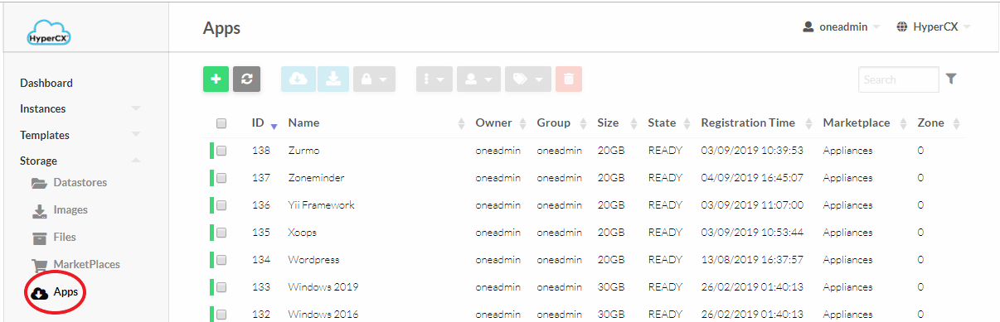 HyperCX
Apps
oneadmin
HyperCX
Dashboard
Instances
Templates
Storage
Datastores
Images
Files
MarketPlaces
Apps
Search
ID Name Owner Group Size State Registration Time Marketplace Zone
138 Zurmo oneadmin oneadmin 20GB READY 03/09/2019 10:39:53 Appliances 0
137 Zoneminder oneadmin oneadmin 20GB READY 04/09/2019 16:45:07 Appliances 0
136 Yii Framework oneadmin oneadmin 20GB READY 03/09/2019 11:07:00 Appliances 0
135 Xoops oneadmin oneadmin 20GB READY 03/09/2019 10:53:44 Appliances 0
134 Wordpress oneadmin oneadmin 20GB READY 13/08/2019 16:37:57 Appliances 0
133 Windows 2019 oneadmin oneadmin 30GB READY 26/02/2019 01:40:13 Appliances 0
132 Windows 2016 oneadmin oneadmin 30GB READY 26/02/2019 01:40:13 Appliances 0